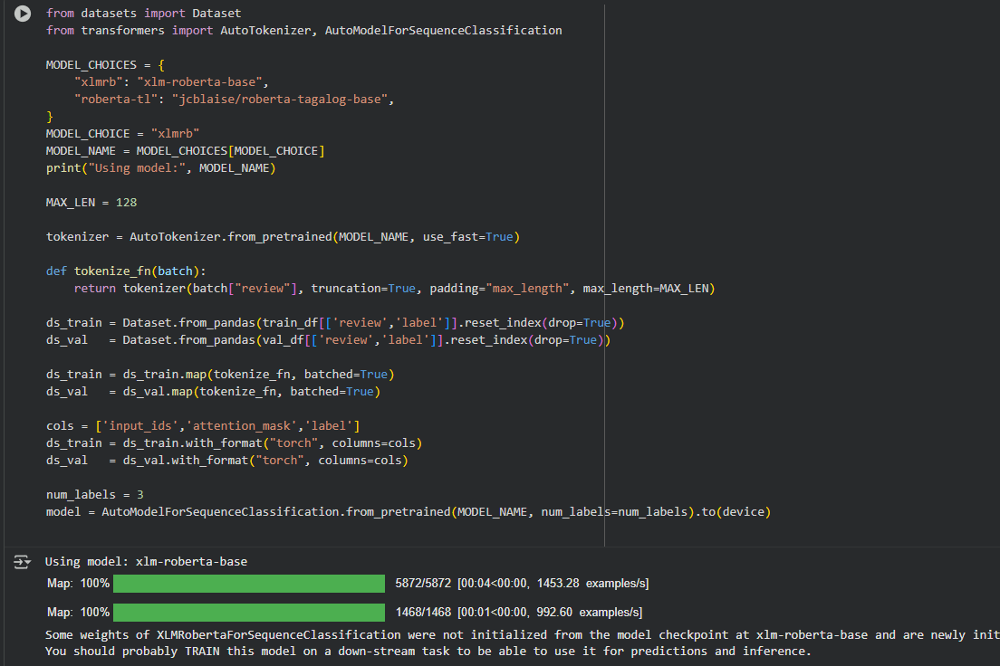 from datasets import Dataset
from transformers import AutoTokenizer, AutoModelForSequenceClassification
MODEL_CHOICES = {
    "xlmrb": "xlm-roberta-base",
    "roberta-tl": "jcblaise/roberta-tagalog-base",
}
MODEL_CHOICE = "xlmrb"
MODEL_NAME = MODEL_CHOICES[MODEL_CHOICE]
print("Using model:", MODEL_NAME)
MAX_LEN = 128
tokenizer = AutoTokenizer.from_pretrained(MODEL_NAME, use_fast=True)
def tokenize_fn(batch):
    return tokenizer(batch["review"], truncation=True, padding="max_length", max_length=MAX_LEN)
ds_train = Dataset.from_pandas(train_df[['review','label']].reset_index(drop=True))
ds_val   = Dataset.from_pandas(val_df[['review','label']].reset_index(drop=True))
ds_train = ds_train.map(tokenize_fn, batched=True)
ds_val   = ds_val.map(tokenize_fn, batched=True)
cols = ['input_ids','attention_mask','label']
ds_train = ds_train.with_format("torch", columns=cols)
ds_val   = ds_val.with_format("torch", columns=cols)
num_labels = 3
model = AutoModelForSequenceClassification.from_pretrained(MODEL_NAME, num_labels=num_labels).to(device)
Using model: xlm-roberta-base
Map: 100% 5872/5872 [00:04<00:00, 1453.28 examples/s]
Map: 100% 1468/1468 [00:01<00:00, 992.60 examples/s]
Some weights of XLMRobertaForSequenceClassification were not initialized from the model checkpoint at xlm-roberta-base and are newly init
You should probably TRAIN this model on a down-stream task to be able to use it for predictions and inference.